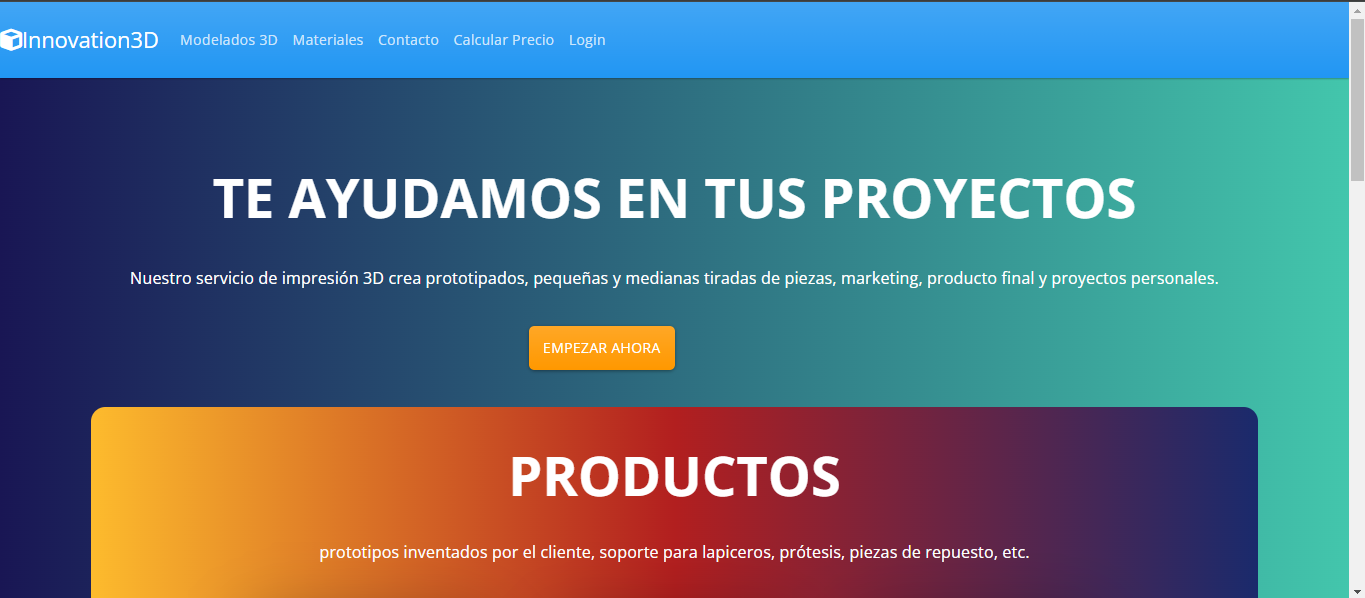 Innovation3D Modelados 3D Materiales Contacto Calcular Precio Login
TE AYUDAMOS EN TUS PROYECTOS
Nuestro servicio de impresión 3D crea prototipados, pequeñas y medianas tiradas de piezas, marketing, producto final y proyectos personales.
EMPEZAR AHORA
PRODUCTOS
prototipos inventados por el cliente, soporte para lapiceros, prótesis, piezas de repuesto, etc.